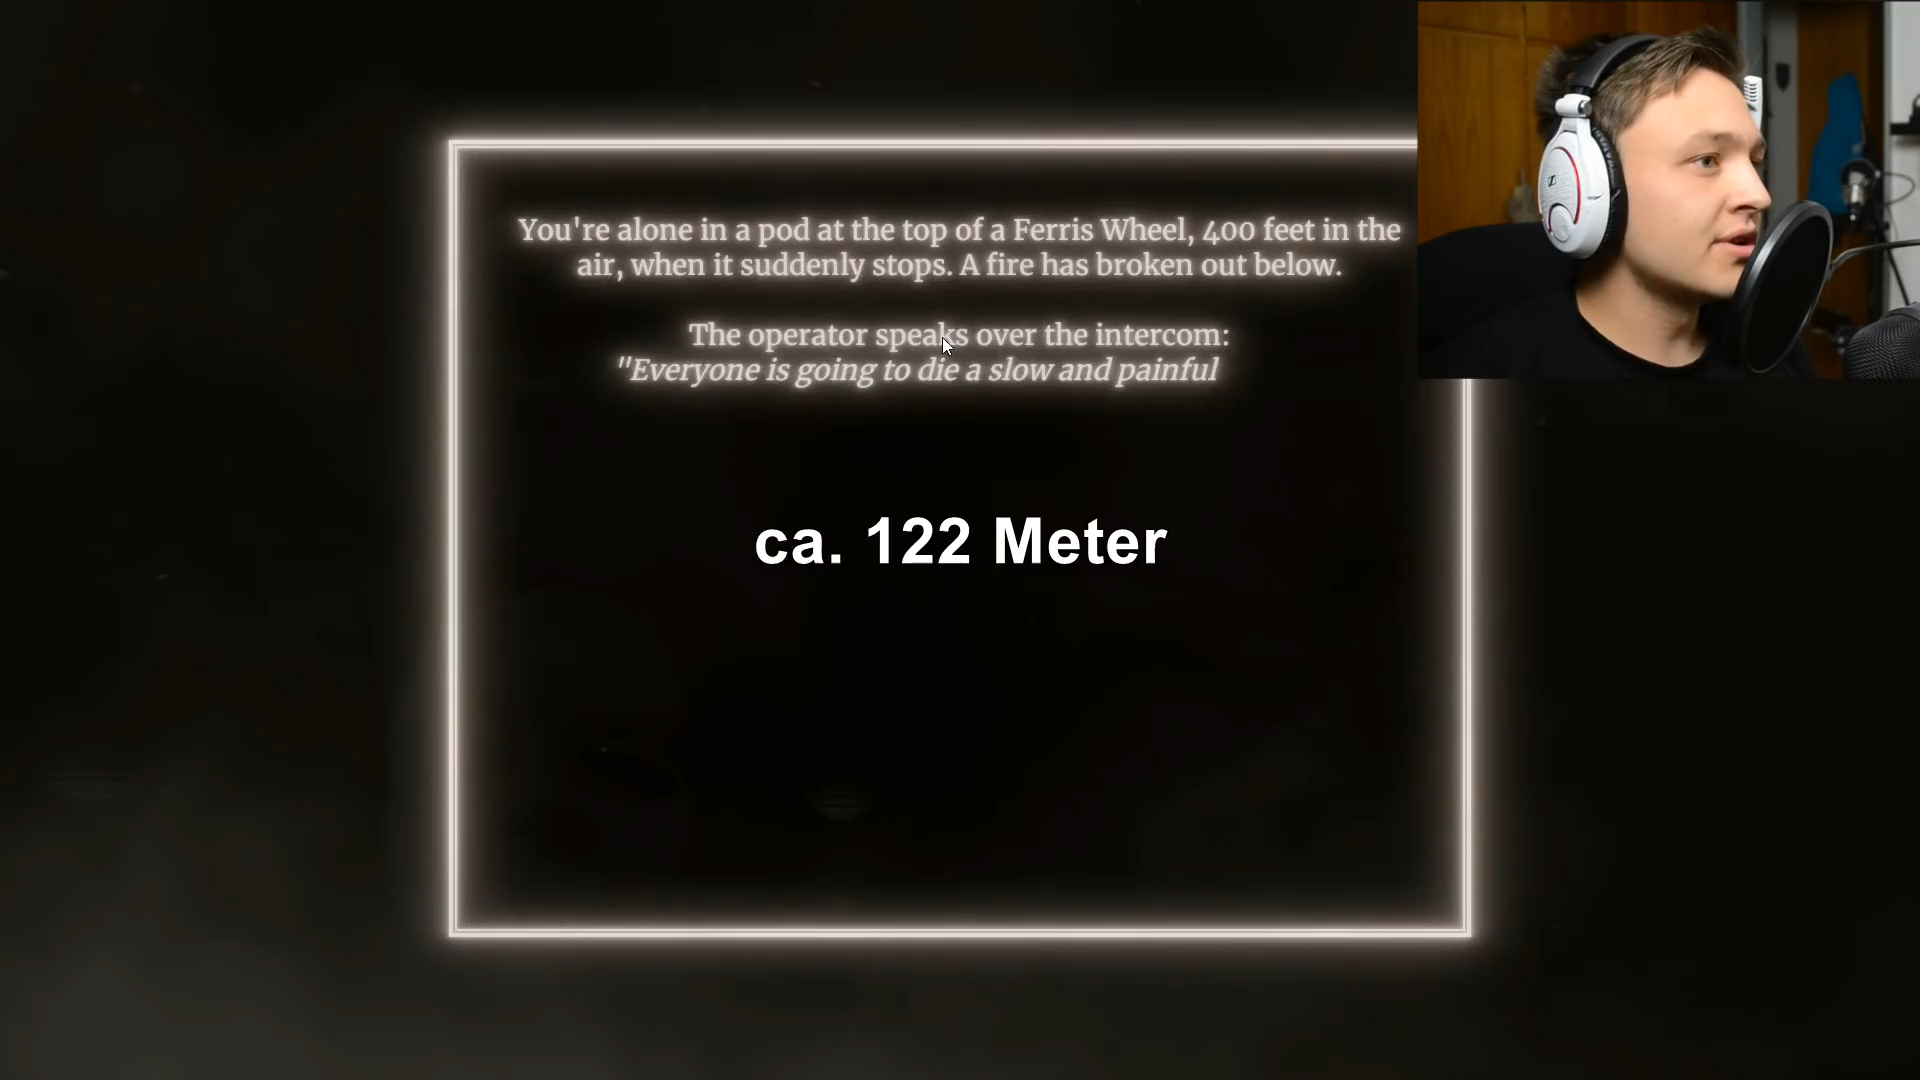 You're alone in a pod at the top of a Ferris Wheel, 400 feet in the
air, when it suddenly stops. A fire has broken out below.
The operator speaks over the intercom:
"Everyone is going to die a slow and painful
ca. 122 Meter